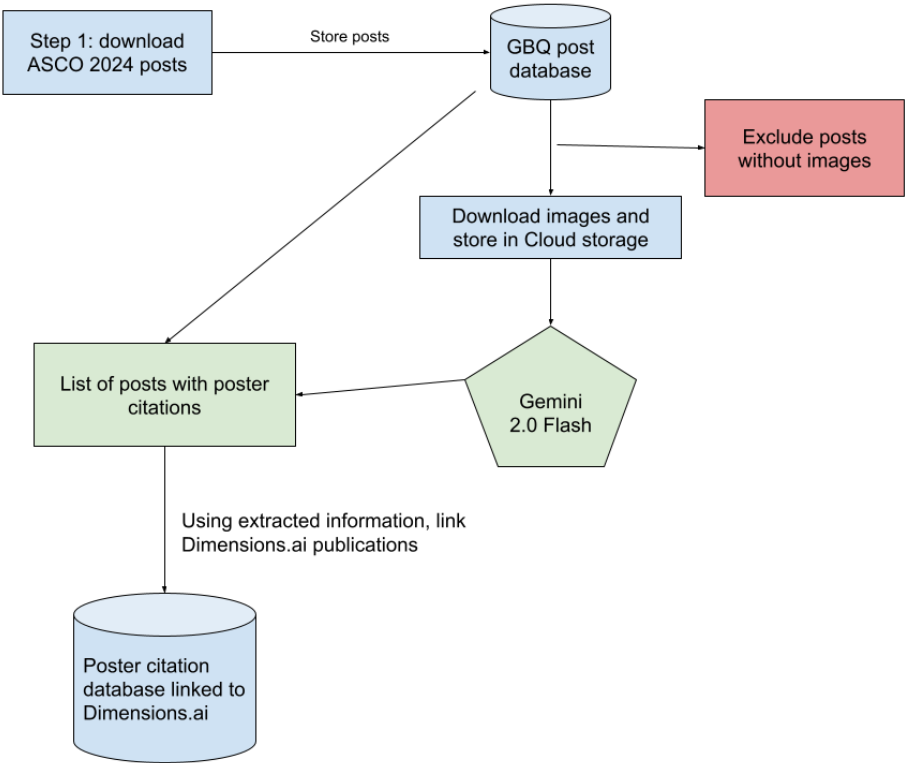 Step 1: download
ASCO 2024 posts
Store posts
GBQ post
database
Exclude posts
without images
Download images and
store in Cloud storage
List of posts with poster
citations
Gemini
2.0 Flash
Using extracted information, link
Dimensions.ai publications
Poster citation
database linked to
Dimensions.ai